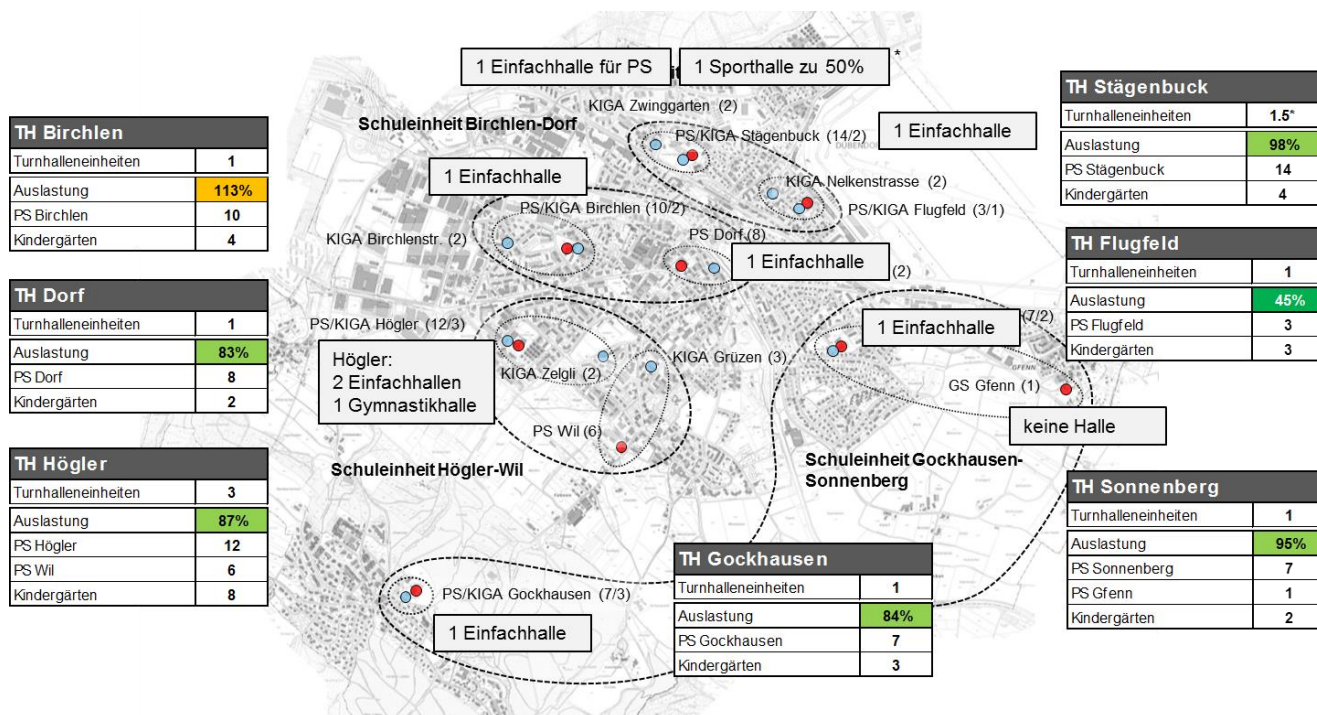 1 Einfachhalle für PS
1 Sporthalle zu 50%
*
KIGA Zwinggarten (2)
Schuleinheit Birchlen-Dorf
PS/KIGA Stägenbuck (14/2)
1 Einfachhalle
DÜBENDORF
1 Einfachhalle
KIGA Nelkenstrasse (2)
PS/KIGA Flugfeld (3/1)
PS/KIGA Birchlen (10/2)
KIGA Birchlenstr. (2)
PS Dorf (8)
1 Einfachhalle
(2)
PS/KIGA Högler (12/3)
1 Einfachhalle
(7/2)
Högler:
2 Einfachhallen
1 Gymnastikhalle
KIGA Zelgli (2)
KIGA Grüzen (3)
GFENN
GS Gfenn (1)
keine Halle
PS Wil (6)
Schuleinheit Högler-Wil
Schuleinheit Gockhausen-
Sonnenberg
PS/KIGA Gockhausen (7/3)
1 Einfachhalle
TH Birchlen
Turnhalleneinheiten 1
Auslastung 113%
PS Birchlen 10
Kindergärten 4
TH Dorf
Turnhalleneinheiten 1
Auslastung 83%
PS Dorf 8
Kindergärten 2
TH Högler
Turnhalleneinheiten 3
Auslastung 87%
PS Högler 12
PS Wil 6
Kindergärten 8
TH Gockhausen
Turnhalleneinheiten 1
Auslastung 84%
PS Gockhausen 7
Kindergärten 3
TH Stägenbuck
Turnhalleneinheiten 1.5*
Auslastung 98%
PS Stägenbuck 14
Kindergärten 4
TH Flugfeld
Turnhalleneinheiten 1
Auslastung 45%
PS Flugfeld 3
Kindergärten 3
TH Sonnenberg
Turnhalleneinheiten 1
Auslastung 95%
PS Sonnenberg 7
PS Gfenn 1
Kindergärten 2